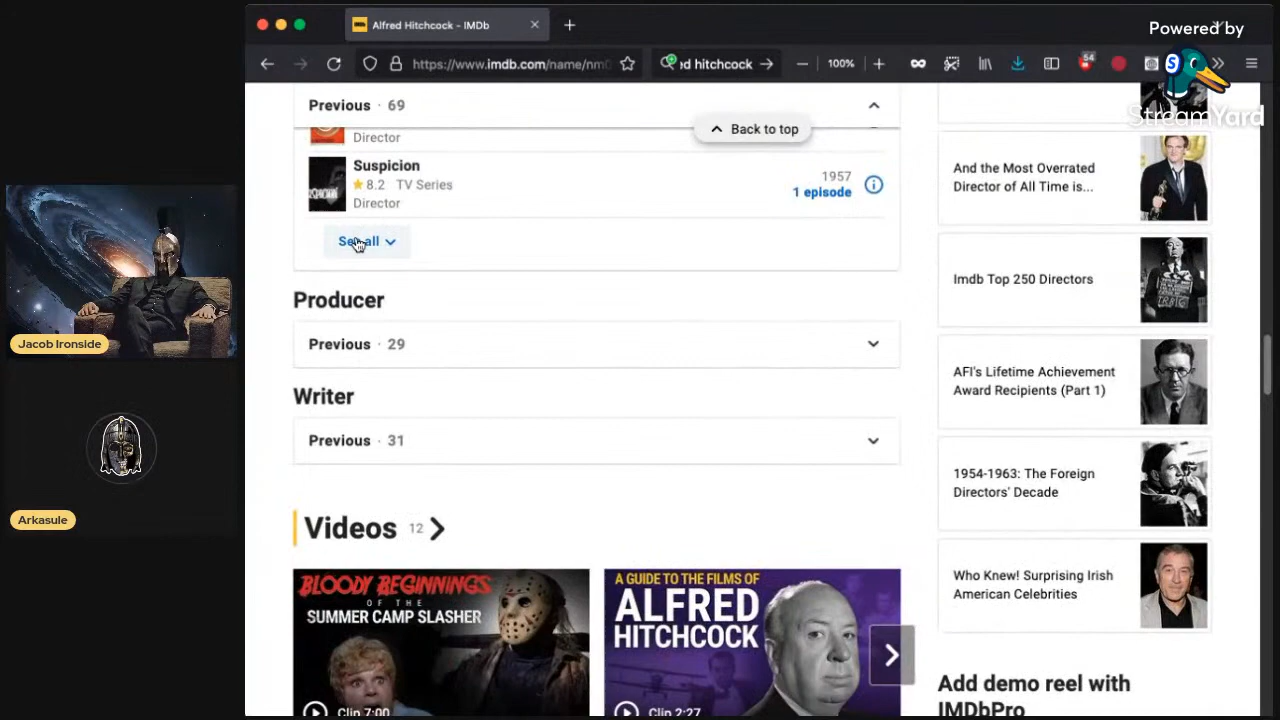 Powered by
StreamYard
Jacob Ironside
Arkasule
Alfred Hitchcock - IMDb
https://www.imdb.com/name/nm0
d hitchcock
100%
54
Previous · 69
Back to top
Director
Suspicion
8.2 TV Series
Director
1957
1 episode
See all
Producer
Previous · 29
Writer
Previous · 31
Videos 12
BLOODY BEGINNINGS
OF THE
SUMMER CAMP SLASHER
Clip 7:00
A GUIDE TO THE FILMS OF
ALFRED
HITCHCOCK
Clip 2:27
And the Most Overrated
Director of All Time is...
Imdb Top 250 Directors
AFI's Lifetime Achievement
Award Recipients (Part 1)
1954-1963: The Foreign
Directors' Decade
Who Knew! Surprising Irish
American Celebrities
Add demo reel with
IMDbPro